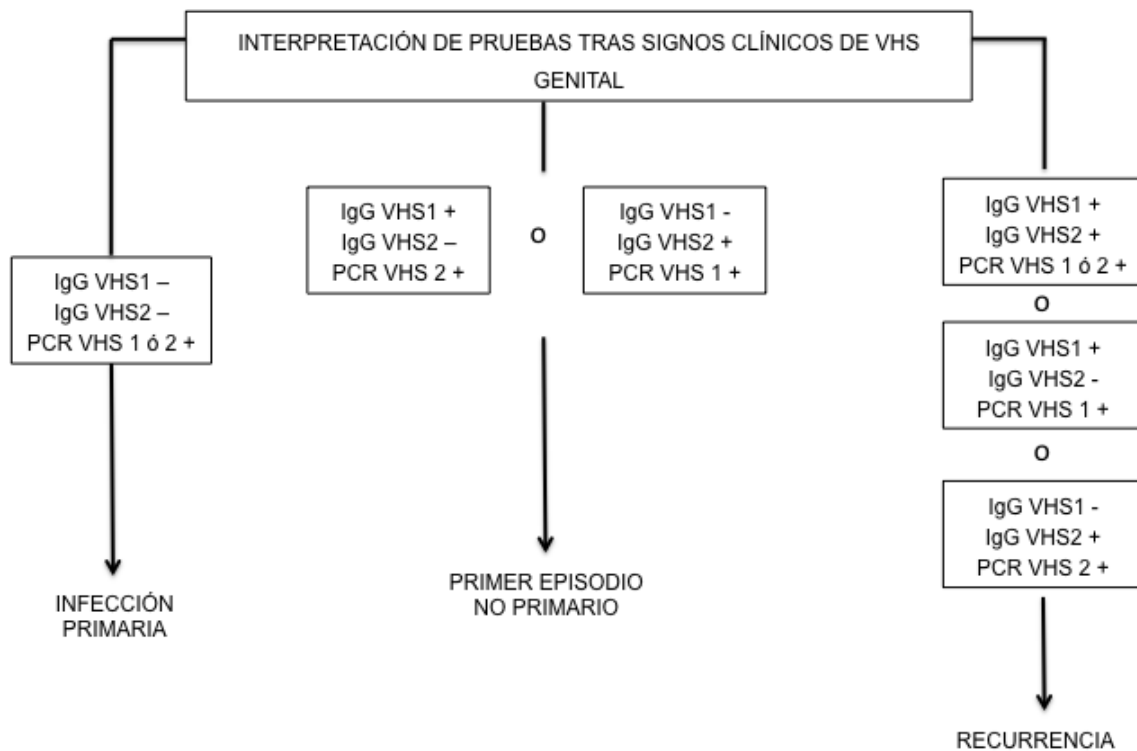 INTERPRETACIÓN DE PRUEBAS TRAS SIGNOS CLÍNICOS DE VHS
GENITAL
IgG VHS1 –
IgG VHS2 –
PCR VHS 1 ó 2 +
INFECCIÓN
PRIMARIA
IgG VHS1 +
IgG VHS2 –
PCR VHS 2 +
O
IgG VHS1 -
IgG VHS2 +
PCR VHS 1 +
PRIMER EPISODIO
NO PRIMARIO
IgG VHS1 +
IgG VHS2 +
PCR VHS 1 ó 2 +
O
IgG VHS1 +
IgG VHS2 -
PCR VHS 1 +
O
IgG VHS1 -
IgG VHS2 +
PCR VHS 2 +
RECURRENCIA